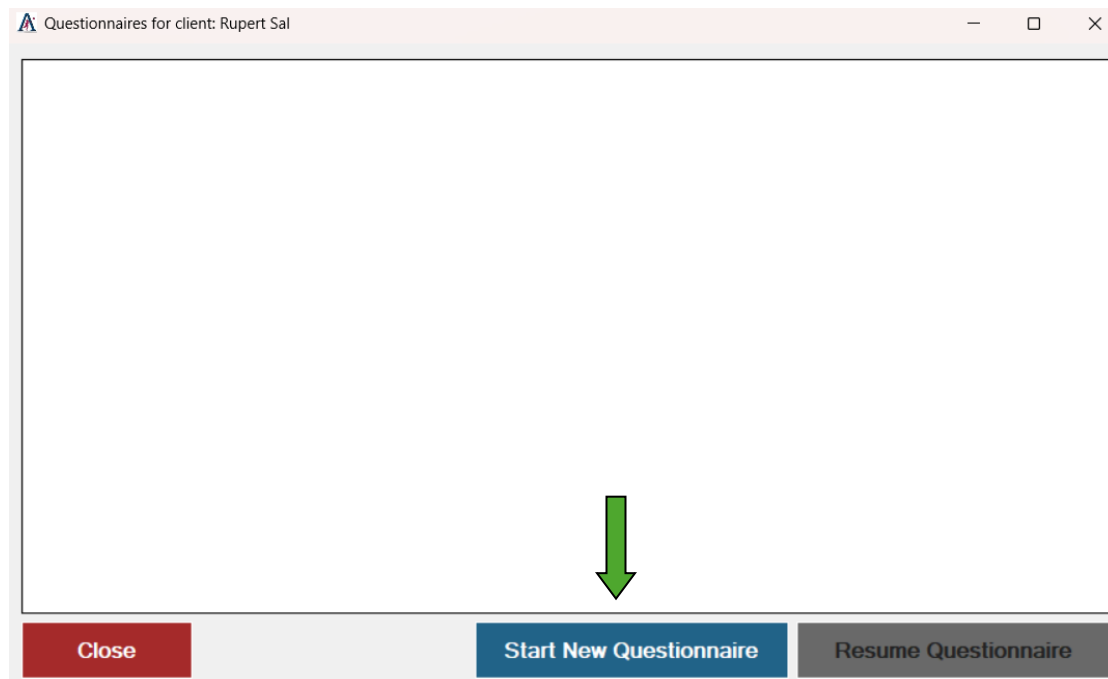 Questionnaires for client: Rupert Sal
Close
Start New Questionnaire
Resume Questionnaire